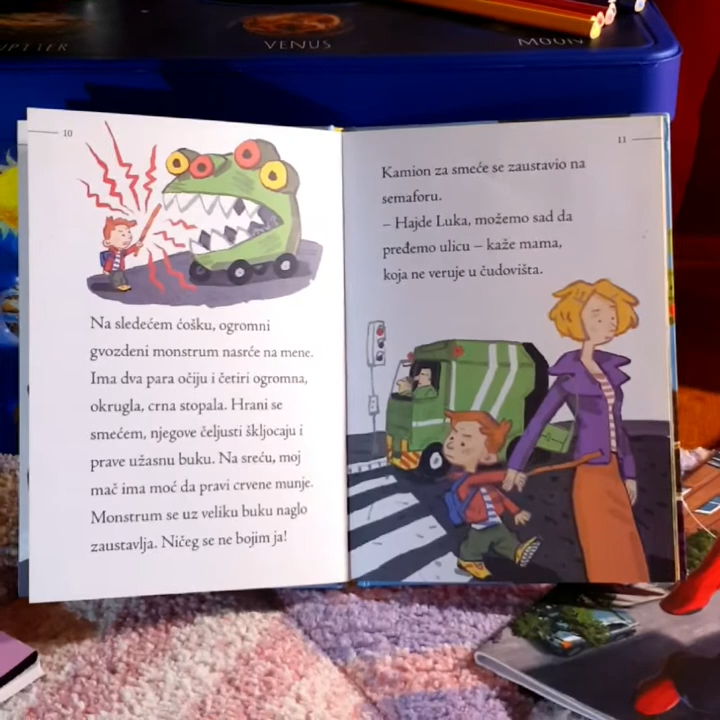 VENUS
10
Na sledećem ćošku, ogromni
gvozdeni monstrum nasrće na mene.
Ima dva para očiju i četiri ogromna,
okrugla, crna stopala. Hrani se
smećem, njegove čeljusti škljocaju i
prave užasnu buku. Na sreću, moj
mač ima moć da pravi crvene munje.
Monstrum se uz veliku buku naglo
zaustavlja. Ničeg se ne bojim ja!
11
Kamion za smeće se zaustavio na
semaforu.
– Hajde Luka, možemo sad da
pređemo ulicu – kaže mama,
koja ne veruje u čudovišta.